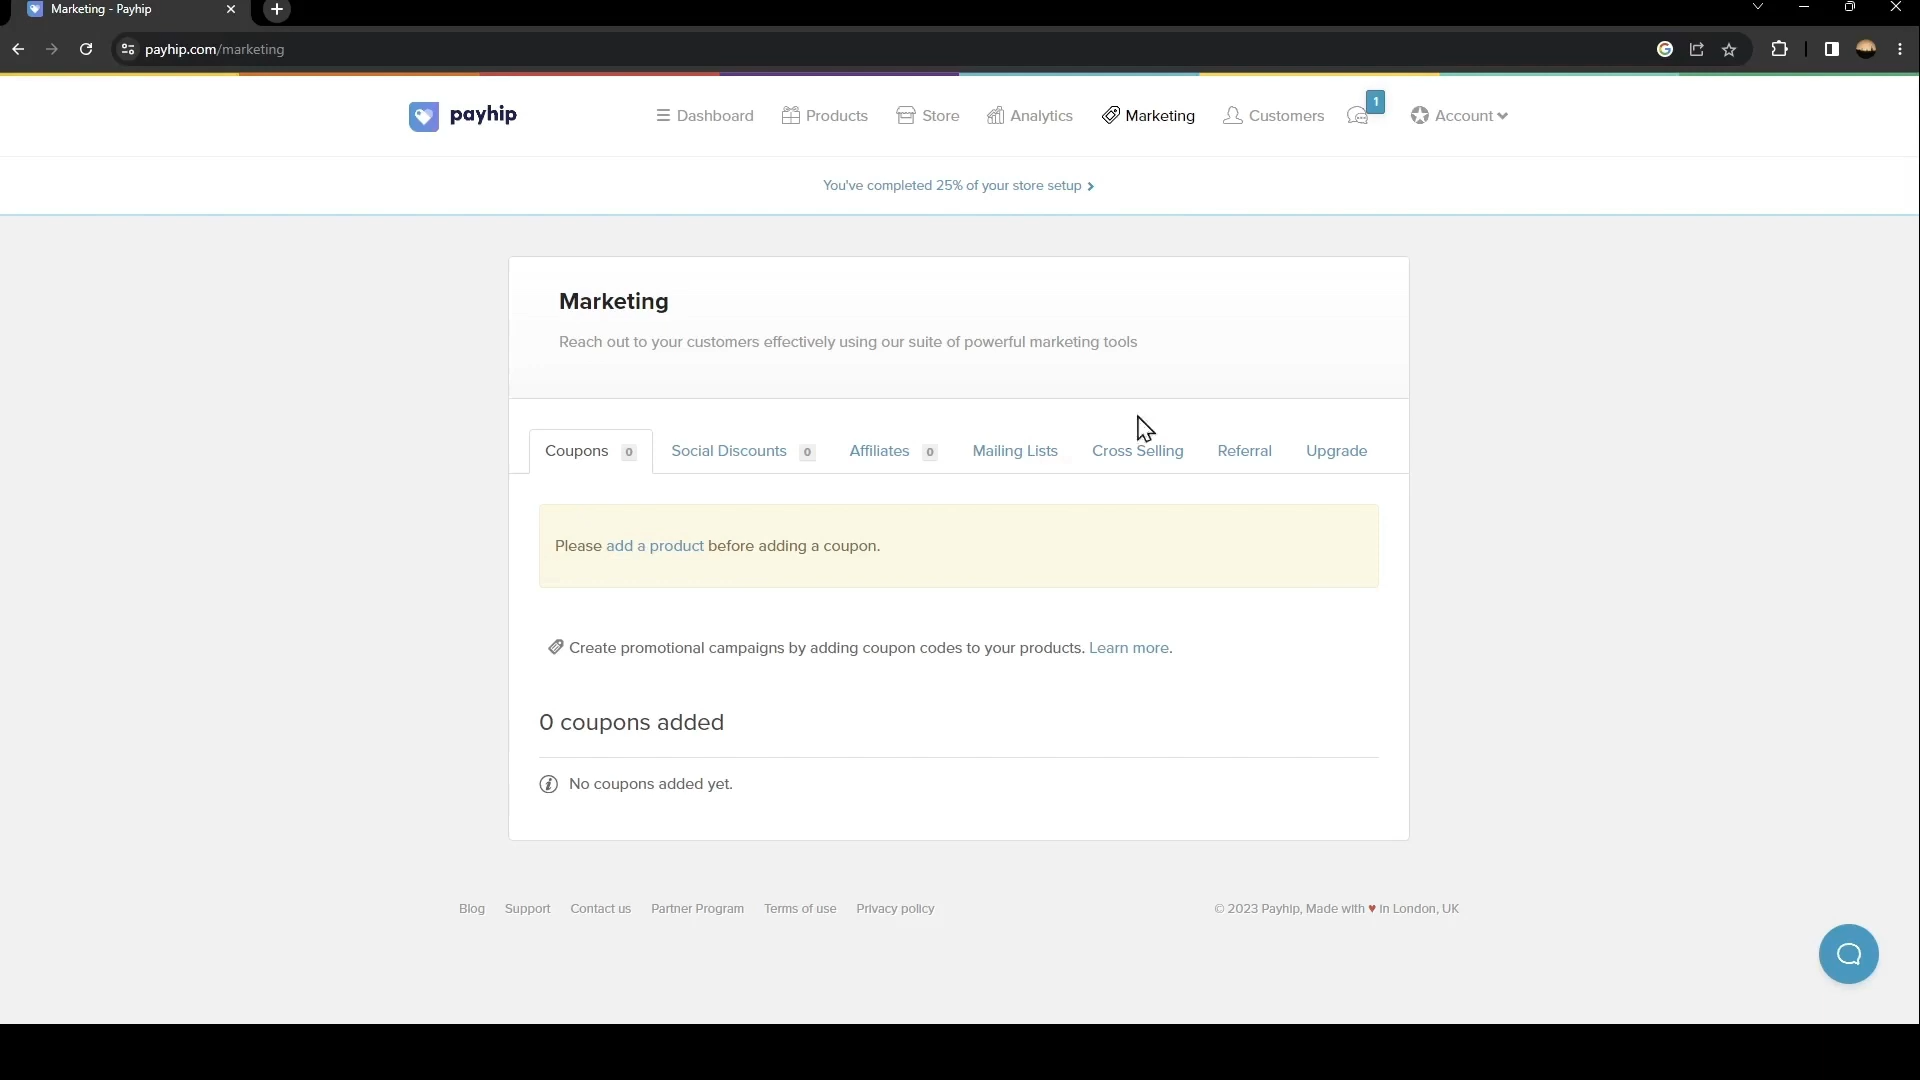 Marketing - Payhip
payhip.com/marketing
payhip
Dashboard
Products
Store
Analytics
Marketing
Customers
1
Account
You've completed 25% of your store setup
Marketing
Reach out to your customers effectively using our suite of powerful marketing tools
Coupons 0
Social Discounts 0
Affiliates 0
Mailing Lists
Cross Selling
Referral
Upgrade
Please add a product before adding a coupon.
Create promotional campaigns by adding coupon codes to your products. Learn more.
0 coupons added
No coupons added yet.
Blog
Support
Contact us
Partner Program
Terms of use
Privacy policy
© 2023 Payhip, Made with ♥ in London, UK